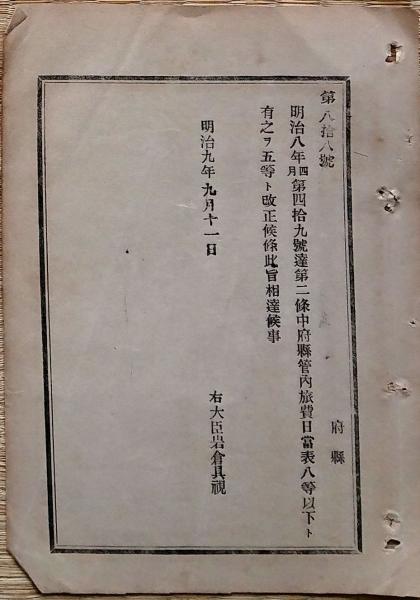 第八拾八號
府縣
明治八年四月第四拾九號達第二條中府縣管內旅費日當表八等以下ト
有之ヲ五等ト改正候條此旨相達候事
明治九年九月十一日
右大臣岩倉具視